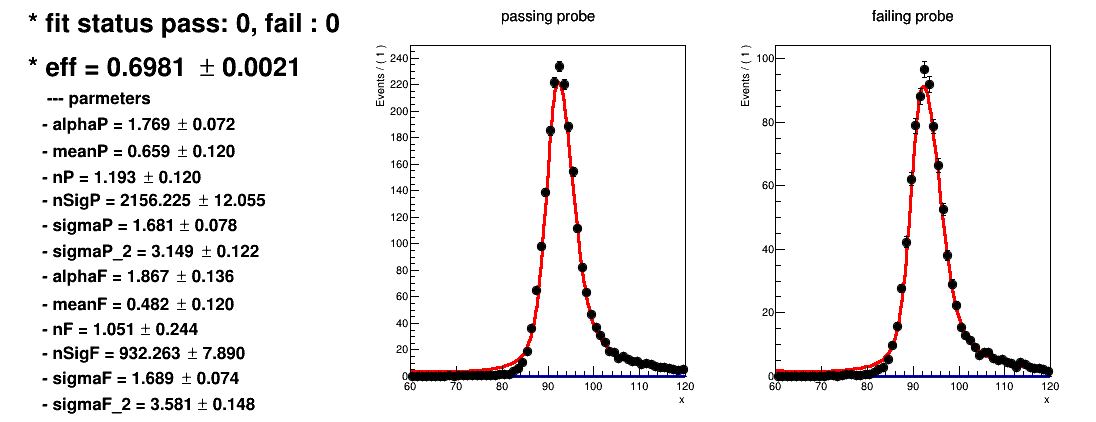 * fit status pass: 0, fail : 0
* eff = 0.6981 ± 0.0021
--- parmeters
- alphaP = 1.769 ± 0.072
- meanP = 0.659 ± 0.120
- nP = 1.193 ± 0.120
- nSigP = 2156.225 ± 12.055
- sigmaP = 1.681 ± 0.078
- sigmaP_2 = 3.149 ± 0.122
- alphaF = 1.867 ± 0.136
- meanF = 0.482 ± 0.120
- nF = 1.051 ± 0.244
- nSigF = 932.263 ± 7.890
- sigmaF = 1.689 ± 0.074
- sigmaF_2 = 3.581 ± 0.148
passing probe
Events / ( 1 )
240
220
200
180
160
140
120
100
80
60
40
20
0
60 70 80 90 100 110 120
x
failing probe
Events / ( 1 )
100
80
60
40
20
0
60 70 80 90 100 110 120
x